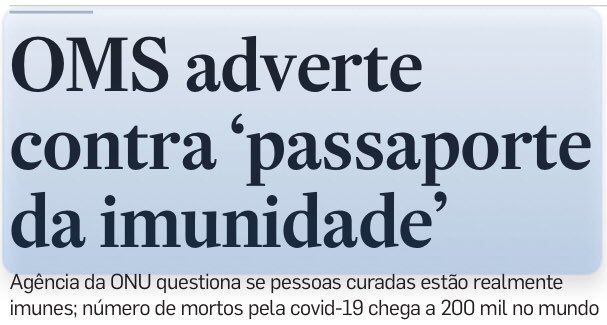 OMS adverte
contra ‘passaporte
da imunidade’
Agência da ONU questiona se pessoas curadas estão realmente
imunes; número de mortos pela covid-19 chega a 200 mil no mundo